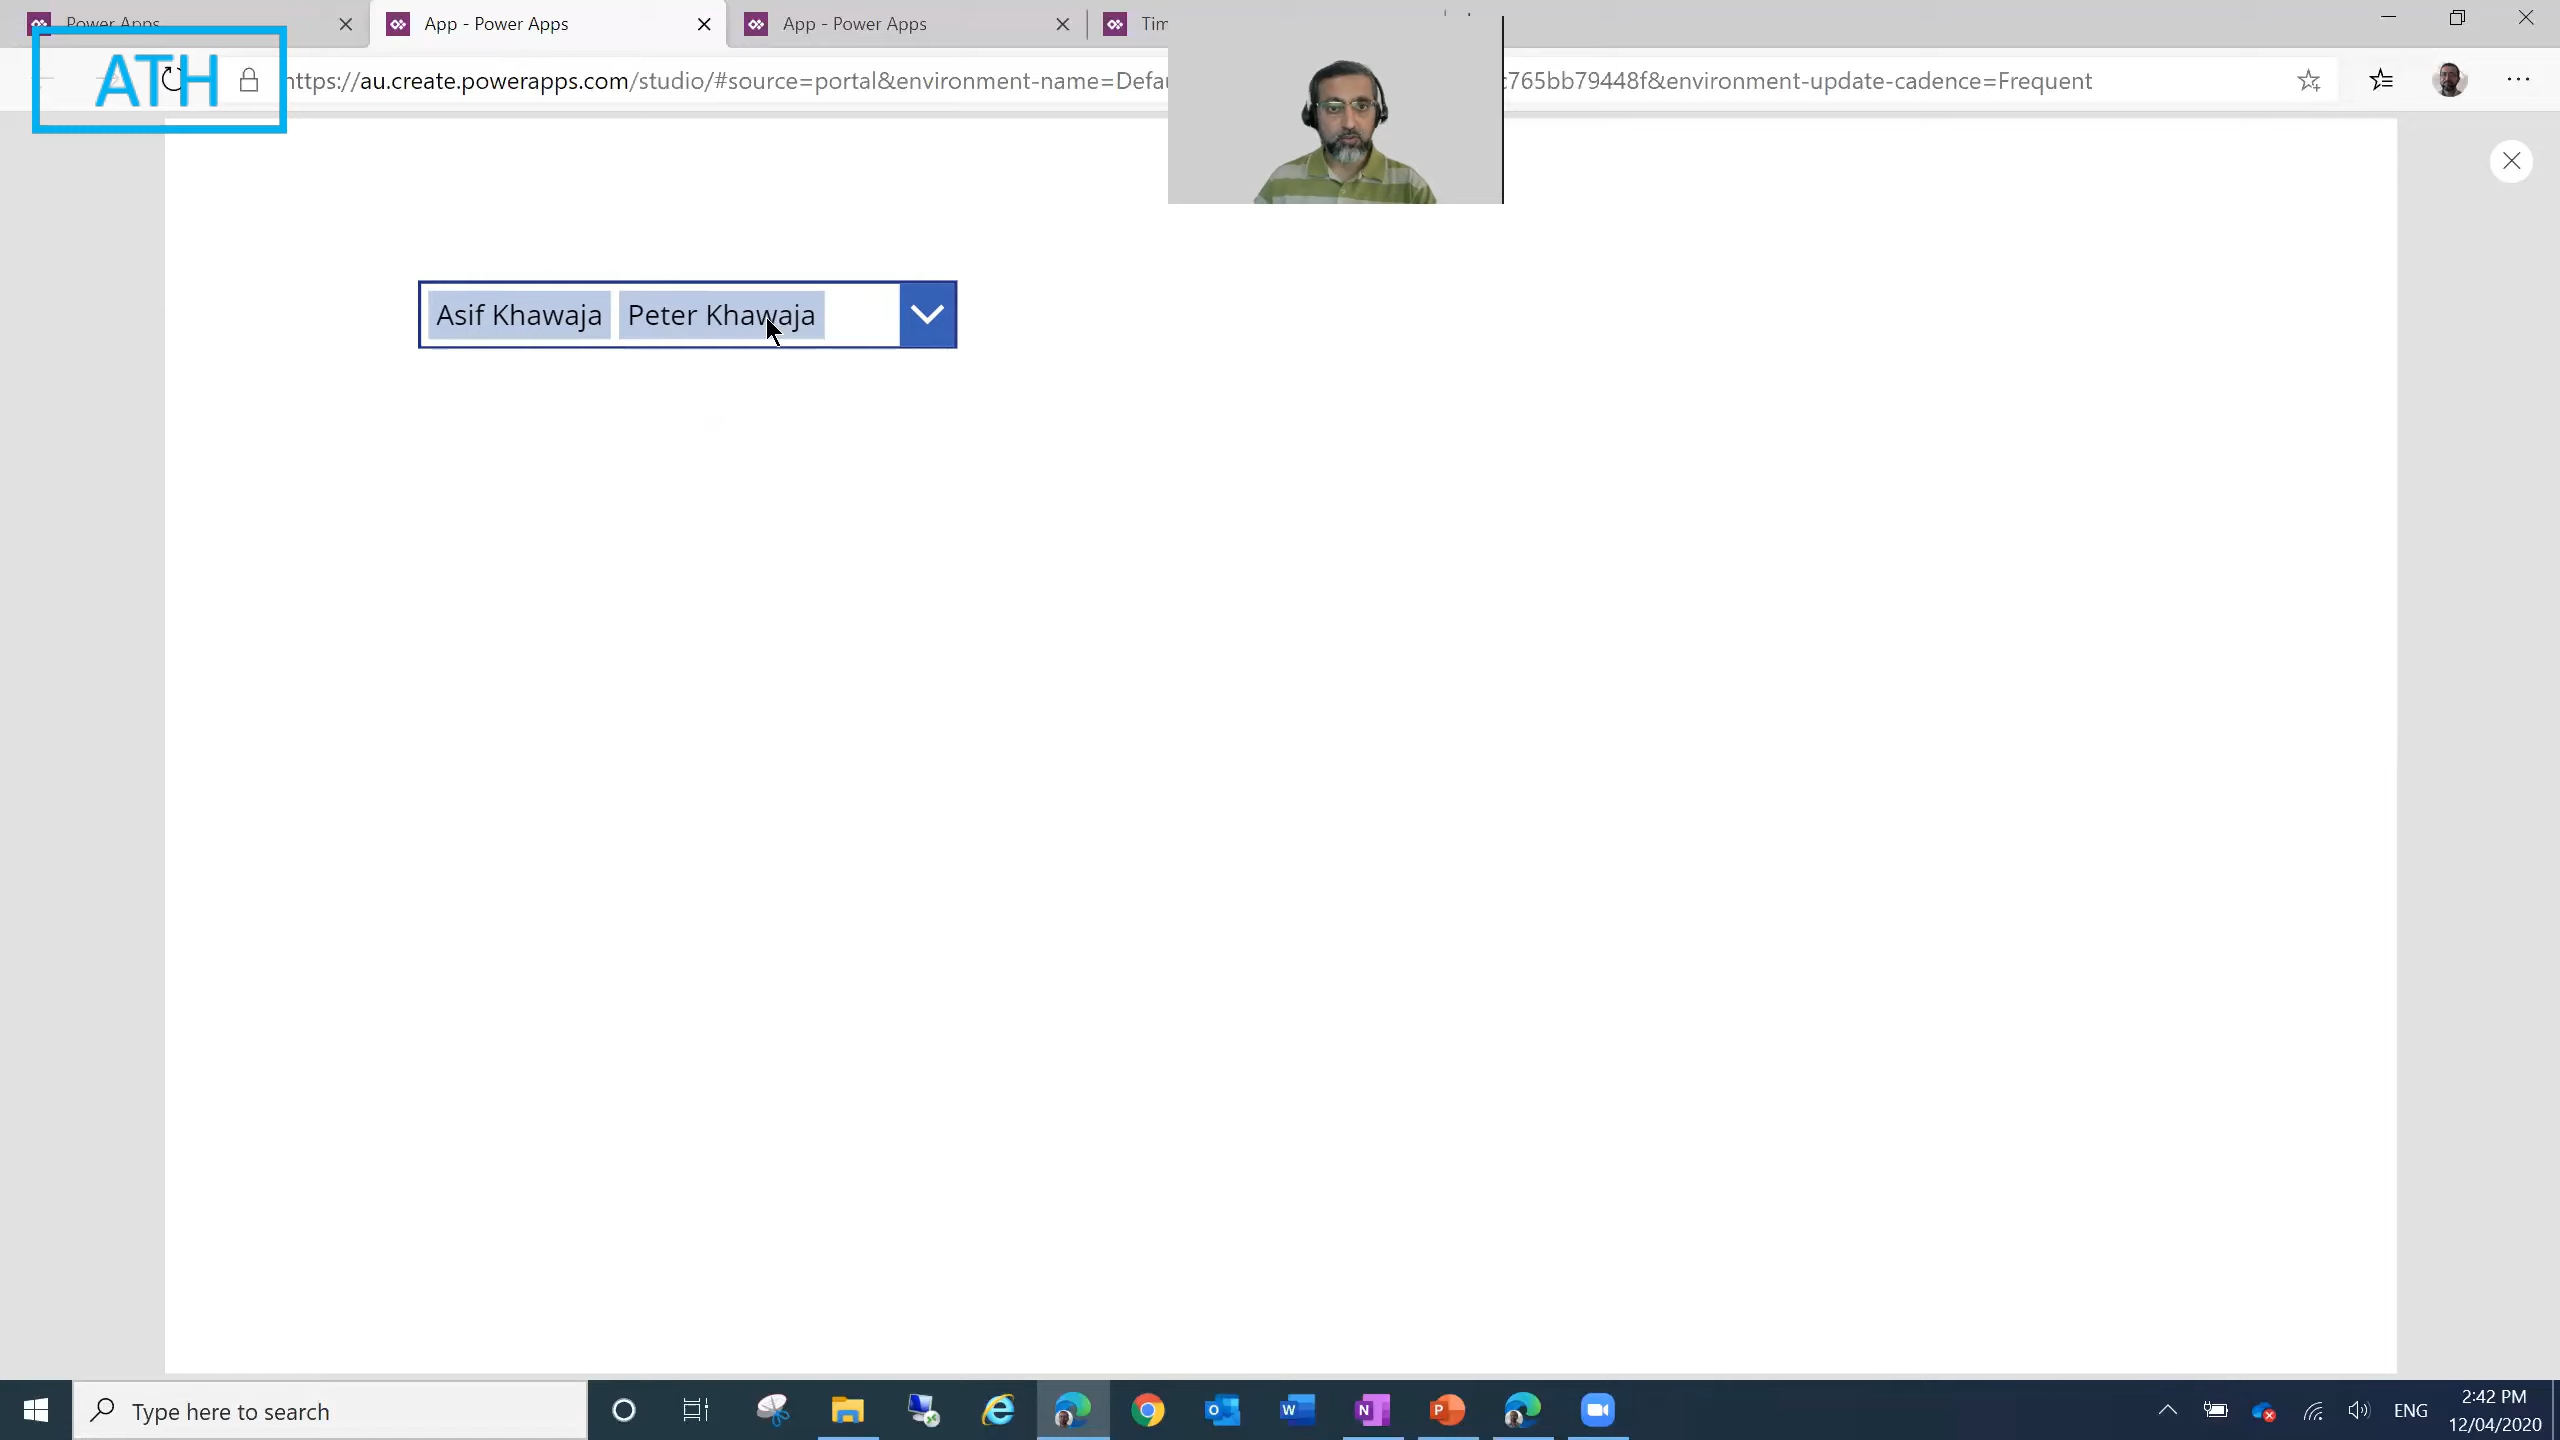 Power Apps
App - Power Apps
App - Power Apps
Tim
ATH
https://au.create.powerapps.com/studio/#source=portal&environment-name=Defau
c765bb79448f&environment-update-cadence=Frequent
Asif Khawaja
Peter Khawaja
Type here to search
ENG
2:42 PM
12/04/2020